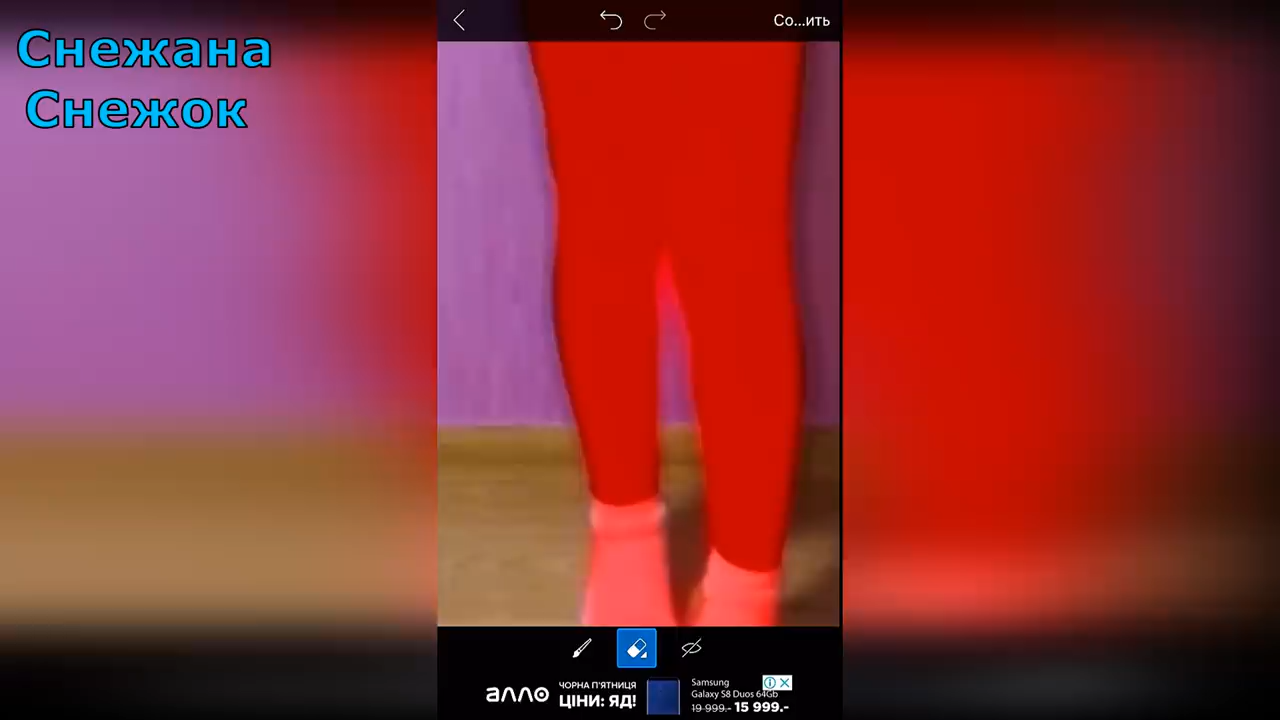 Снежана
Снежок
Со...ить
алло
ЧОРНА П'ЯТНИЦЯ
ЦІНИ: ЯД!
Samsung
Galaxy S8 Duos 64Gb
19 999.- 15 999.-